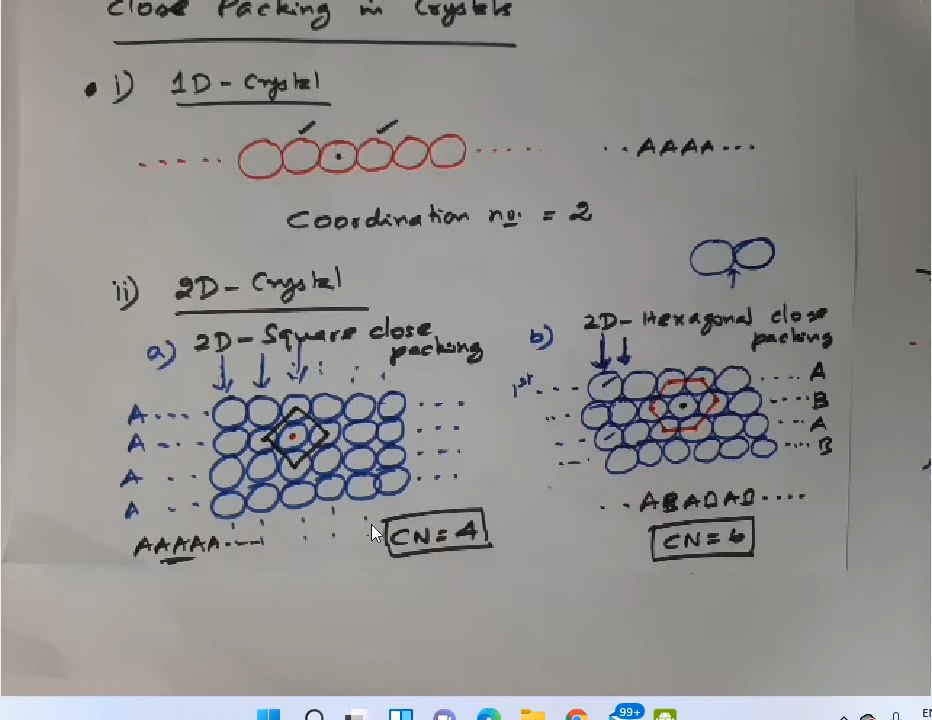 Close Packing in Crystals
i) 1D - Crystal
..... ..... .. AAAA ...
Coordination no. = 2
ii) 2D - Crystal
a) 2D - Square close packing
A....
A....
A...
A...
AAAAA....
CN = 4
b) 2D - Hexagonal close packing
1st ... .... A
.... B
... A
... B
CN = 6
99+